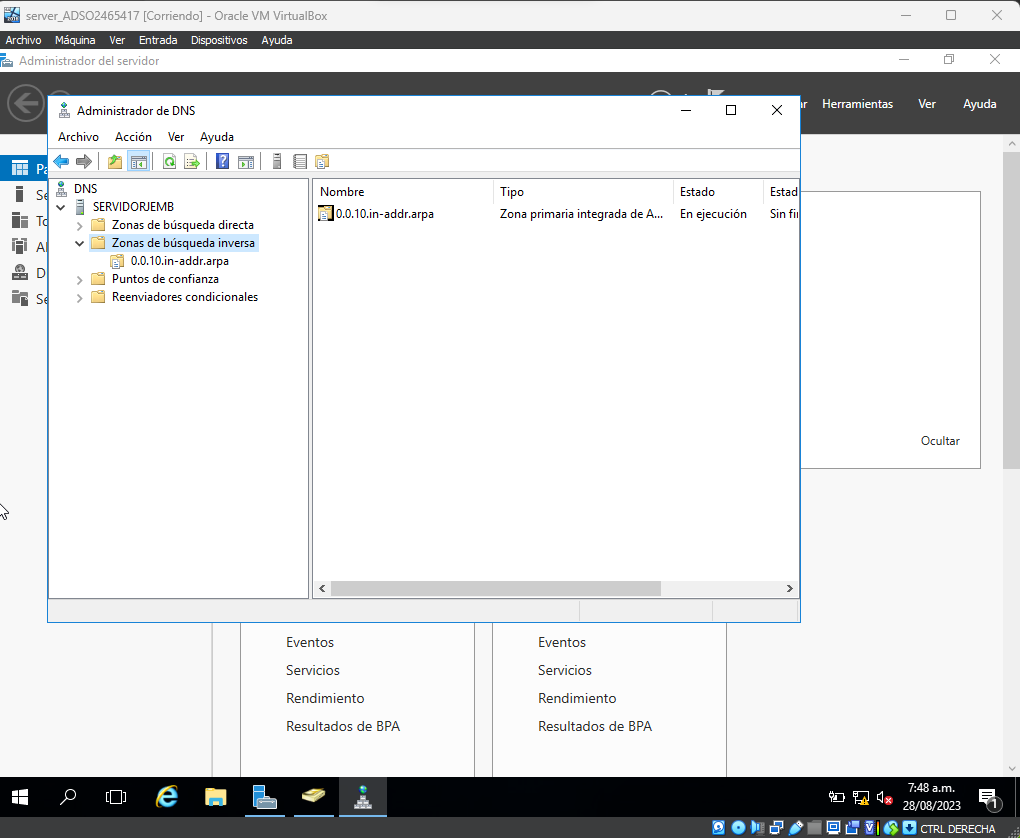 server_ADSO2465417 [Corriendo] - Oracle VM VirtualBox
Archivo Máquina Ver Entrada Dispositivos Ayuda
Administrador del servidor
ar Herramientas Ver Ayuda
Administrador de DNS
Archivo Acción Ver Ayuda
DNS
SERVIDORJEMB
Zonas de búsqueda directa
Zonas de búsqueda inversa
0.0.10.in-addr.arpa
Puntos de confianza
Reenviadores condicionales
Nombre Tipo Estado Estad
0.0.10.in-addr.arpa Zona primaria integrada de A... En ejecución Sin fi
Pa
Se
To
Al
D
Se
Ocultar
Eventos
Servicios
Rendimiento
Resultados de BPA
Eventos
Servicios
Rendimiento
Resultados de BPA
7:48 a.m.
28/08/2023
1
CTRL DERECHA